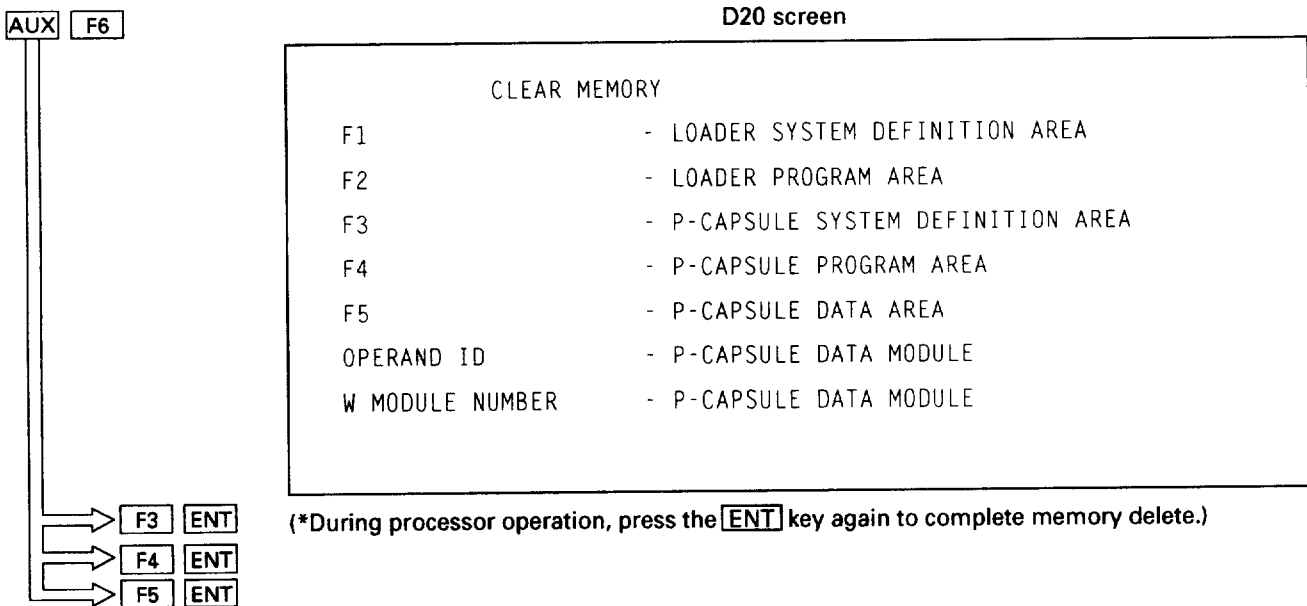 AUX F6
D20 screen
CLEAR MEMORY
F1 - LOADER SYSTEM DEFINITION AREA
F2 - LOADER PROGRAM AREA
F3 - P-CAPSULE SYSTEM DEFINITION AREA
F4 - P-CAPSULE PROGRAM AREA
F5 - P-CAPSULE DATA AREA
OPERAND ID - P-CAPSULE DATA MODULE
W MODULE NUMBER - P-CAPSULE DATA MODULE
F3 ENT (*During processor operation, press the ENT key again to complete memory delete.)
F4 ENT
F5 ENT